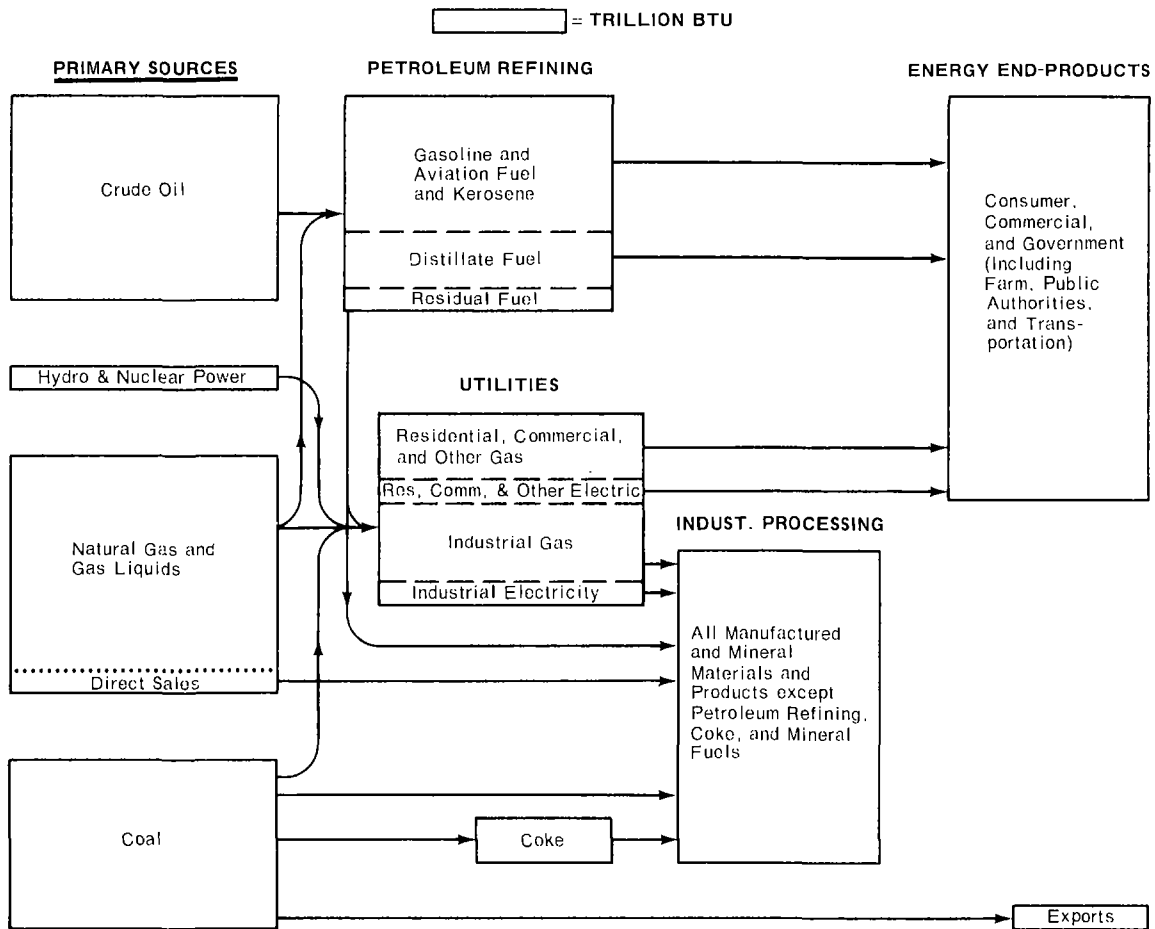 = TRILLION BTU
PRIMARY SOURCES
PETROLEUM REFINING
ENERGY END-PRODUCTS
Crude Oil
Gasoline and
Aviation Fuel
and Kerosene
Distillate Fuel
Residual Fuel
Consumer,
Commercial,
and Government
(Including
Farm, Public
Authorities,
and Trans-
portation)
Hydro & Nuclear Power
UTILITIES
Residential, Commercial,
and Other Gas
Res, Comm, & Other Electric
Industrial Gas
Industrial Electricity
Natural Gas and
Gas Liquids
Direct Sales
INDUST. PROCESSING
All Manufactured
and Mineral
Materials and
Products except
Petroleum Refining,
Coke, and Mineral
Fuels
Coal
Coke
Exports